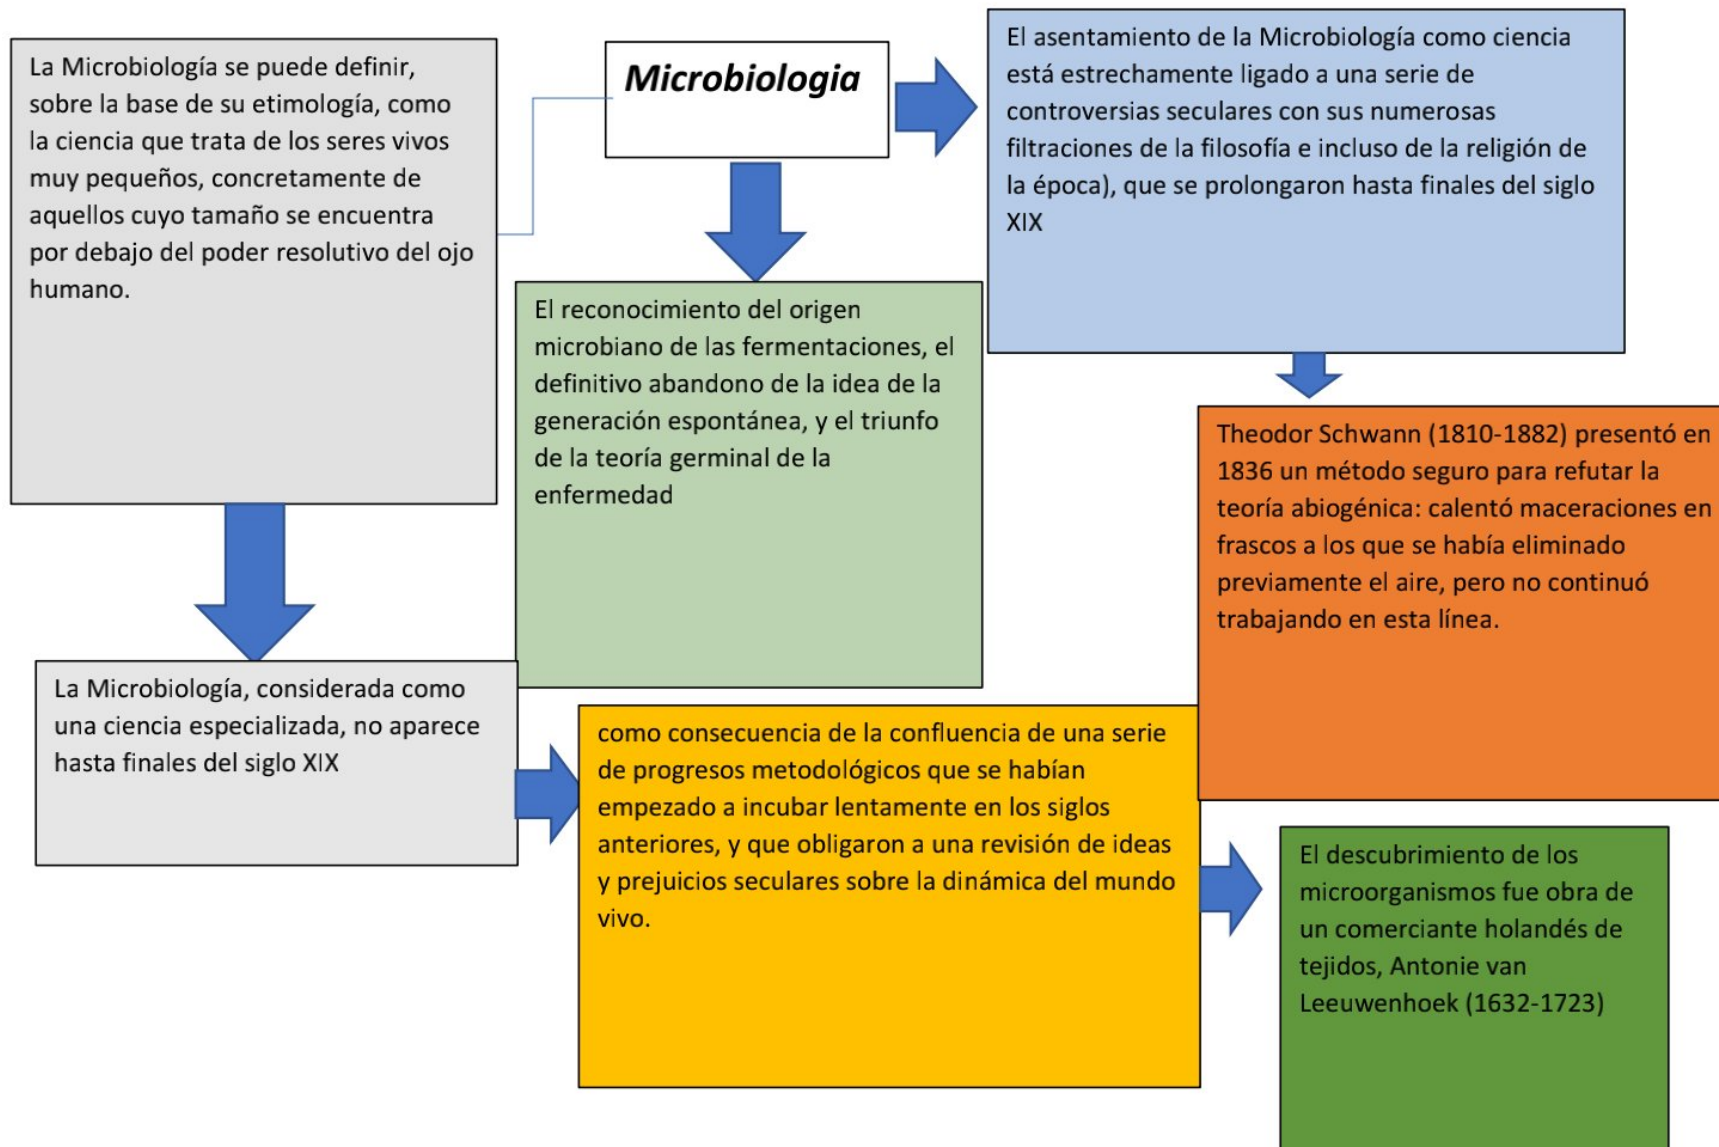 Microbiologia
La Microbiología se puede definir,
sobre la base de su etimología, como
la ciencia que trata de los seres vivos
muy pequeños, concretamente de
aquellos cuyo tamaño se encuentra
por debajo del poder resolutivo del ojo
humano.
El asentamiento de la Microbiología como ciencia
está estrechamente ligado a una serie de
controversias seculares con sus numerosas
filtraciones de la filosofía e incluso de la religión de
la época), que se prolongaron hasta finales del siglo
XIX
El reconocimiento del origen
microbiano de las fermentaciones, el
definitivo abandono de la idea de la
generación espontánea, y el triunfo
de la teoría germinal de la
enfermedad
Theodor Schwann (1810-1882) presentó en
1836 un método seguro para refutar la
teoría abiogénica: calentó maceraciones en
frascos a los que se había eliminado
previamente el aire, pero no continuó
trabajando en esta línea.
La Microbiología, considerada como
una ciencia especializada, no aparece
hasta finales del siglo XIX
como consecuencia de la confluencia de una serie
de progresos metodológicos que se habían
empezado a incubar lentamente en los siglos
anteriores, y que obligaron a una revisión de ideas
y prejuicios seculares sobre la dinámica del mundo
vivo.
El descubrimiento de los
microorganismos fue obra de
un comerciante holandés de
tejidos, Antonie van
Leeuwenhoek (1632-1723)